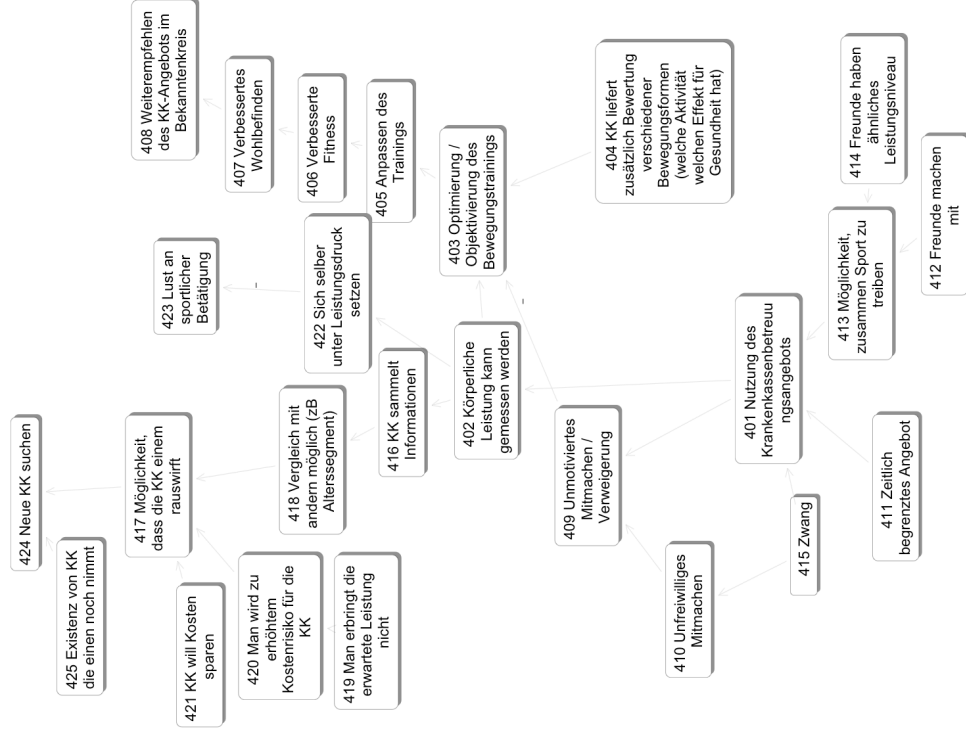 424 Neue KK suchen
425 Existenz von KK
die einen noch nimmt
417 Möglichkeit,
dass die KK einem
rauswirft
421 KK will Kosten
sparen
420 Man wird zu
erhöhtem
Kostenrisiko für die
KK
419 Man erbringt die
erwartete Leistung
nicht
418 Vergleich mit
andern möglich (zB
Alterssegment)
416 KK sammelt
Informationen
423 Lust an
sportlicher
Betätigung
-
422 Sich selber
unter Leistungsdruck
setzen
408 Weiterempfehlen
des KK-Angebots im
Bekanntenkreis
407 Verbessertes
Wohlbefinden
406 Verbesserte
Fitness
405 Anpassen des
Trainings
403 Optimierung /
Objektivierung des
Bewegungstrainings
402 Körperliche
Leistung kann
gemessen werden
-
404 KK liefert
zusätzlich Bewertung
verschiedener
Bewegungsformen
(welche Aktivität
welchen Effekt für
Gesundheit hat)
409 Unmotiviertes
Mitmachen /
Verweigerung
410 Unfreiwilliges
Mitmachen
415 Zwang
401 Nutzung des
Krankenkassenbetreuu
ngsangebots
411 Zeitlich
begrenztes Angebot
413 Möglichkeit,
zusammen Sport zu
treiben
414 Freunde haben
ähnliches
Leistungsniveau
412 Freunde machen
mit